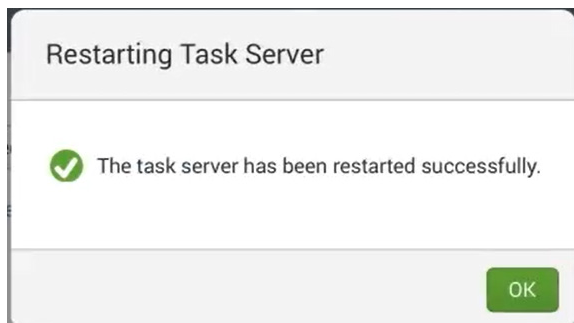 Restarting Task Server
The task server has been restarted successfully.
OK